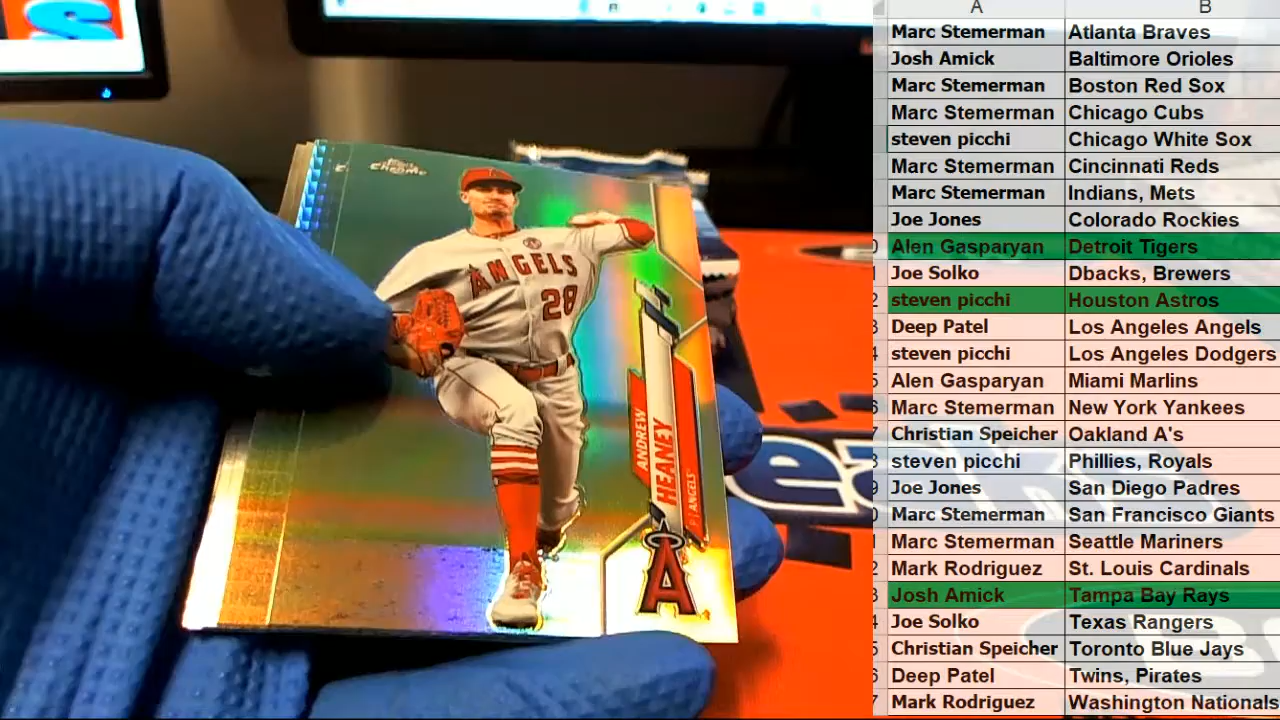 Topps
Chrome
ANGELS
28
ANDREW
HEANEY
ANGELS
A
A B
Marc Stemerman Atlanta Braves
Josh Amick Baltimore Orioles
Marc Stemerman Boston Red Sox
Marc Stemerman Chicago Cubs
steven picchi Chicago White Sox
Marc Stemerman Cincinnati Reds
Marc Stemerman Indians, Mets
Joe Jones Colorado Rockies
Alen Gasparyan Detroit Tigers
Joe Solko Dbacks, Brewers
steven picchi Houston Astros
Deep Patel Los Angeles Angels
steven picchi Los Angeles Dodgers
Alen Gasparyan Miami Marlins
Marc Stemerman New York Yankees
Christian Speicher Oakland A's
steven picchi Phillies, Royals
Joe Jones San Diego Padres
Marc Stemerman San Francisco Giants
Marc Stemerman Seattle Mariners
Mark Rodriguez St. Louis Cardinals
Josh Amick Tampa Bay Rays
Joe Solko Texas Rangers
Christian Speicher Toronto Blue Jays
Deep Patel Twins, Pirates
Mark Rodriguez Washington Nationals